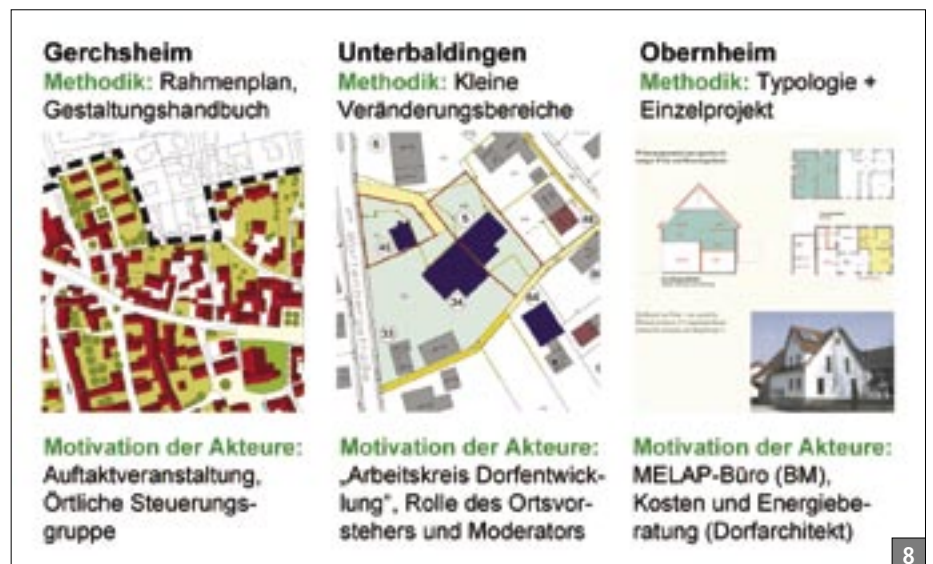 Gerchsheim
Methodik: Rahmenplan,
Gestaltungshandbuch
Motivation der Akteure:
Auftaktveranstaltung,
Örtliche Steuerungs-
gruppe
Unterbaldingen
Methodik: Kleine
Veränderungsbereiche
Motivation der Akteure:
„Arbeitskreis Dorfentwick-
lung“, Rolle des Ortsvor-
stehers und Moderators
Obernheim
Methodik: Typologie +
Einzelprojekt
Motivation der Akteure:
MELAP-Büro (BM),
Kosten und Energiebe-
ratung (Dorfarchitekt)
8